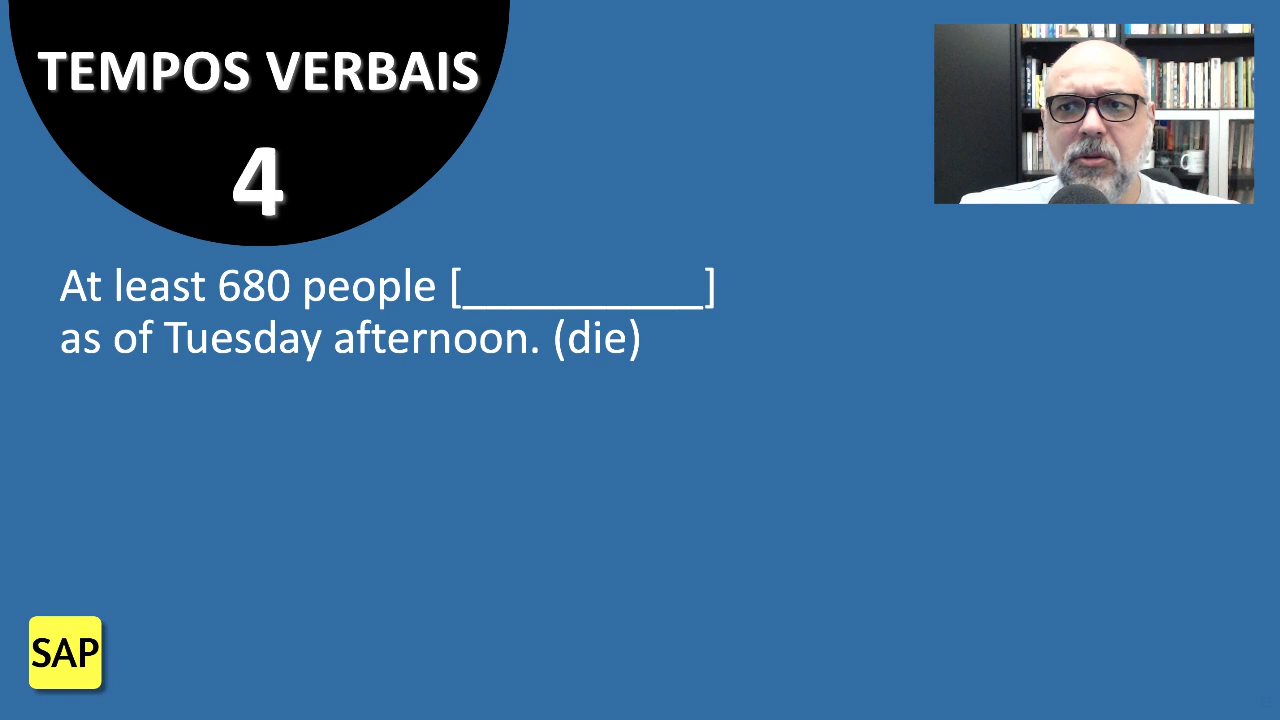 TEMPOS VERBAIS
4
At least 680 people [__________]
as of Tuesday afternoon. (die)
SAP